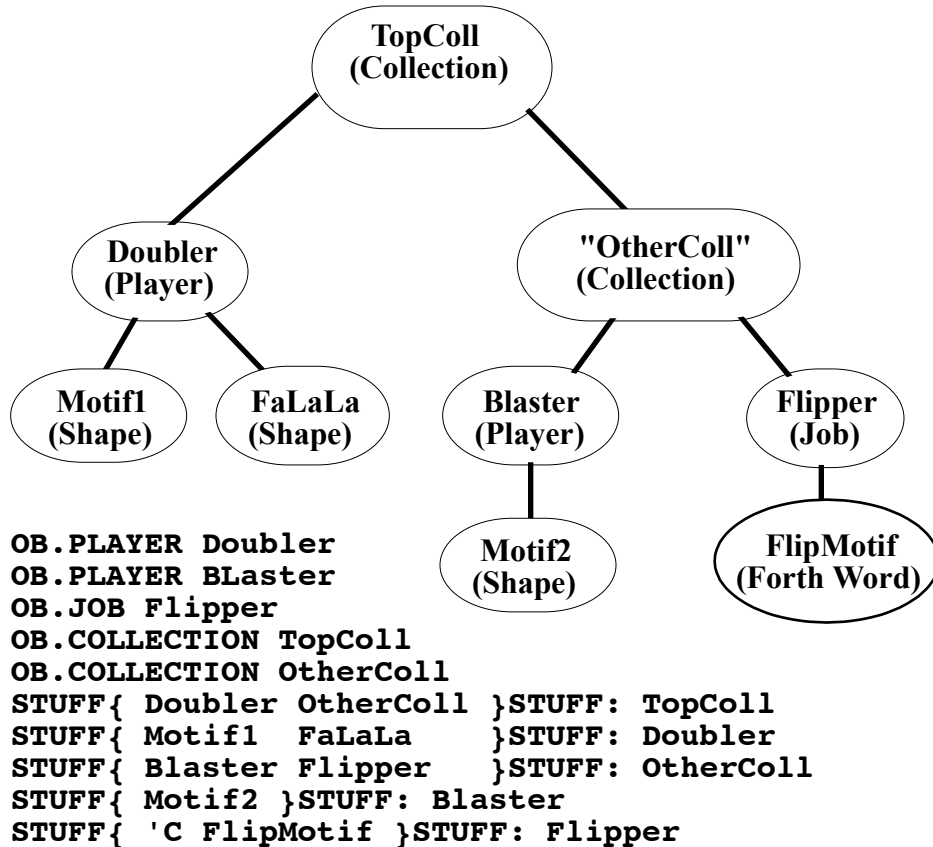 TopColl
(Collection)
Doubler
(Player)
"OtherColl"
(Collection)
Motif1
(Shape)
FaLaLa
(Shape)
Blaster
(Player)
Flipper
(Job)
Motif2
(Shape)
FlipMotif
(Forth Word)
OB.PLAYER Doubler
OB.PLAYER BLaster
OB.JOB Flipper
OB.COLLECTION TopColl
OB.COLLECTION OtherColl
STUFF{ Doubler OtherColl }STUFF: TopColl
STUFF{ Motif1  FaLaLa    }STUFF: Doubler
STUFF{ Blaster Flipper   }STUFF: OtherColl
STUFF{ Motif2 }STUFF: Blaster
STUFF{ 'C FlipMotif }STUFF: Flipper